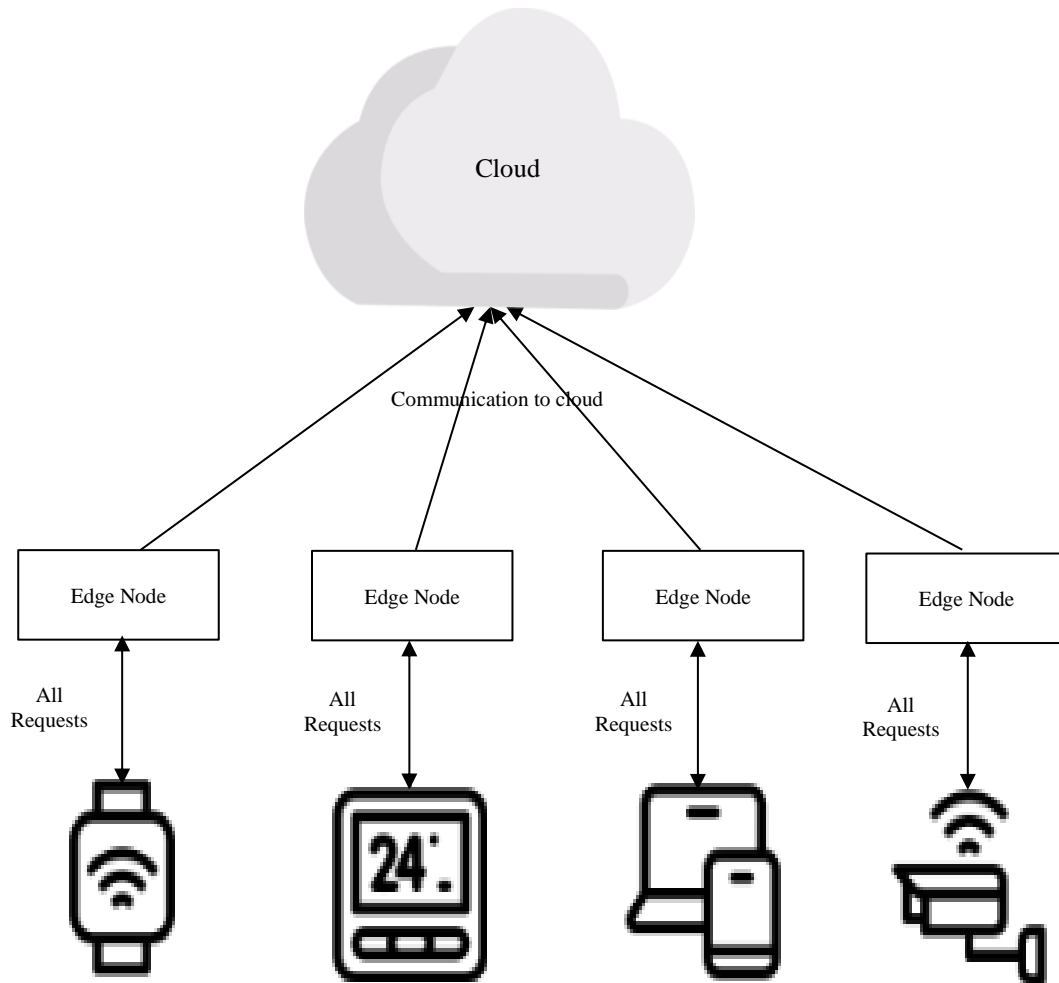 Cloud
Communication to cloud
Edge Node
Edge Node
Edge Node
Edge Node
All
Requests
All
Requests
All
Requests
All
Requests
24